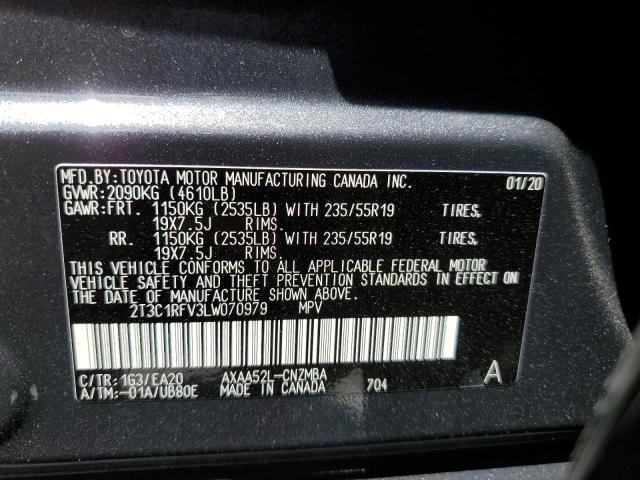 MFD.BY:TOYOTA MOTOR MANUFACTURING CANADA INC. 01/20
GVWR:2090KG (4610LB)
GAWR:FRT. 1150KG (2535LB) WITH 235/55R19 TIRES,
19X7.5J RIMS.
RR. 1150KG (2535LB) WITH 235/55R19 TIRES,
19X7.5J RIMS.
THIS VEHICLE CONFORMS TO ALL APPLICABLE FEDERAL MOTOR
VEHICLE SAFETY AND THEFT PREVENTION STANDARDS IN EFFECT ON
THE DATE OF MANUFACTURE SHOWN ABOVE.
2T3C1RFV3LW070979 MPV
C/TR: 1G3/EA20 AXAA52L-CNZMBA 704 A
A/TM:-01A/UB80E MADE IN CANADA